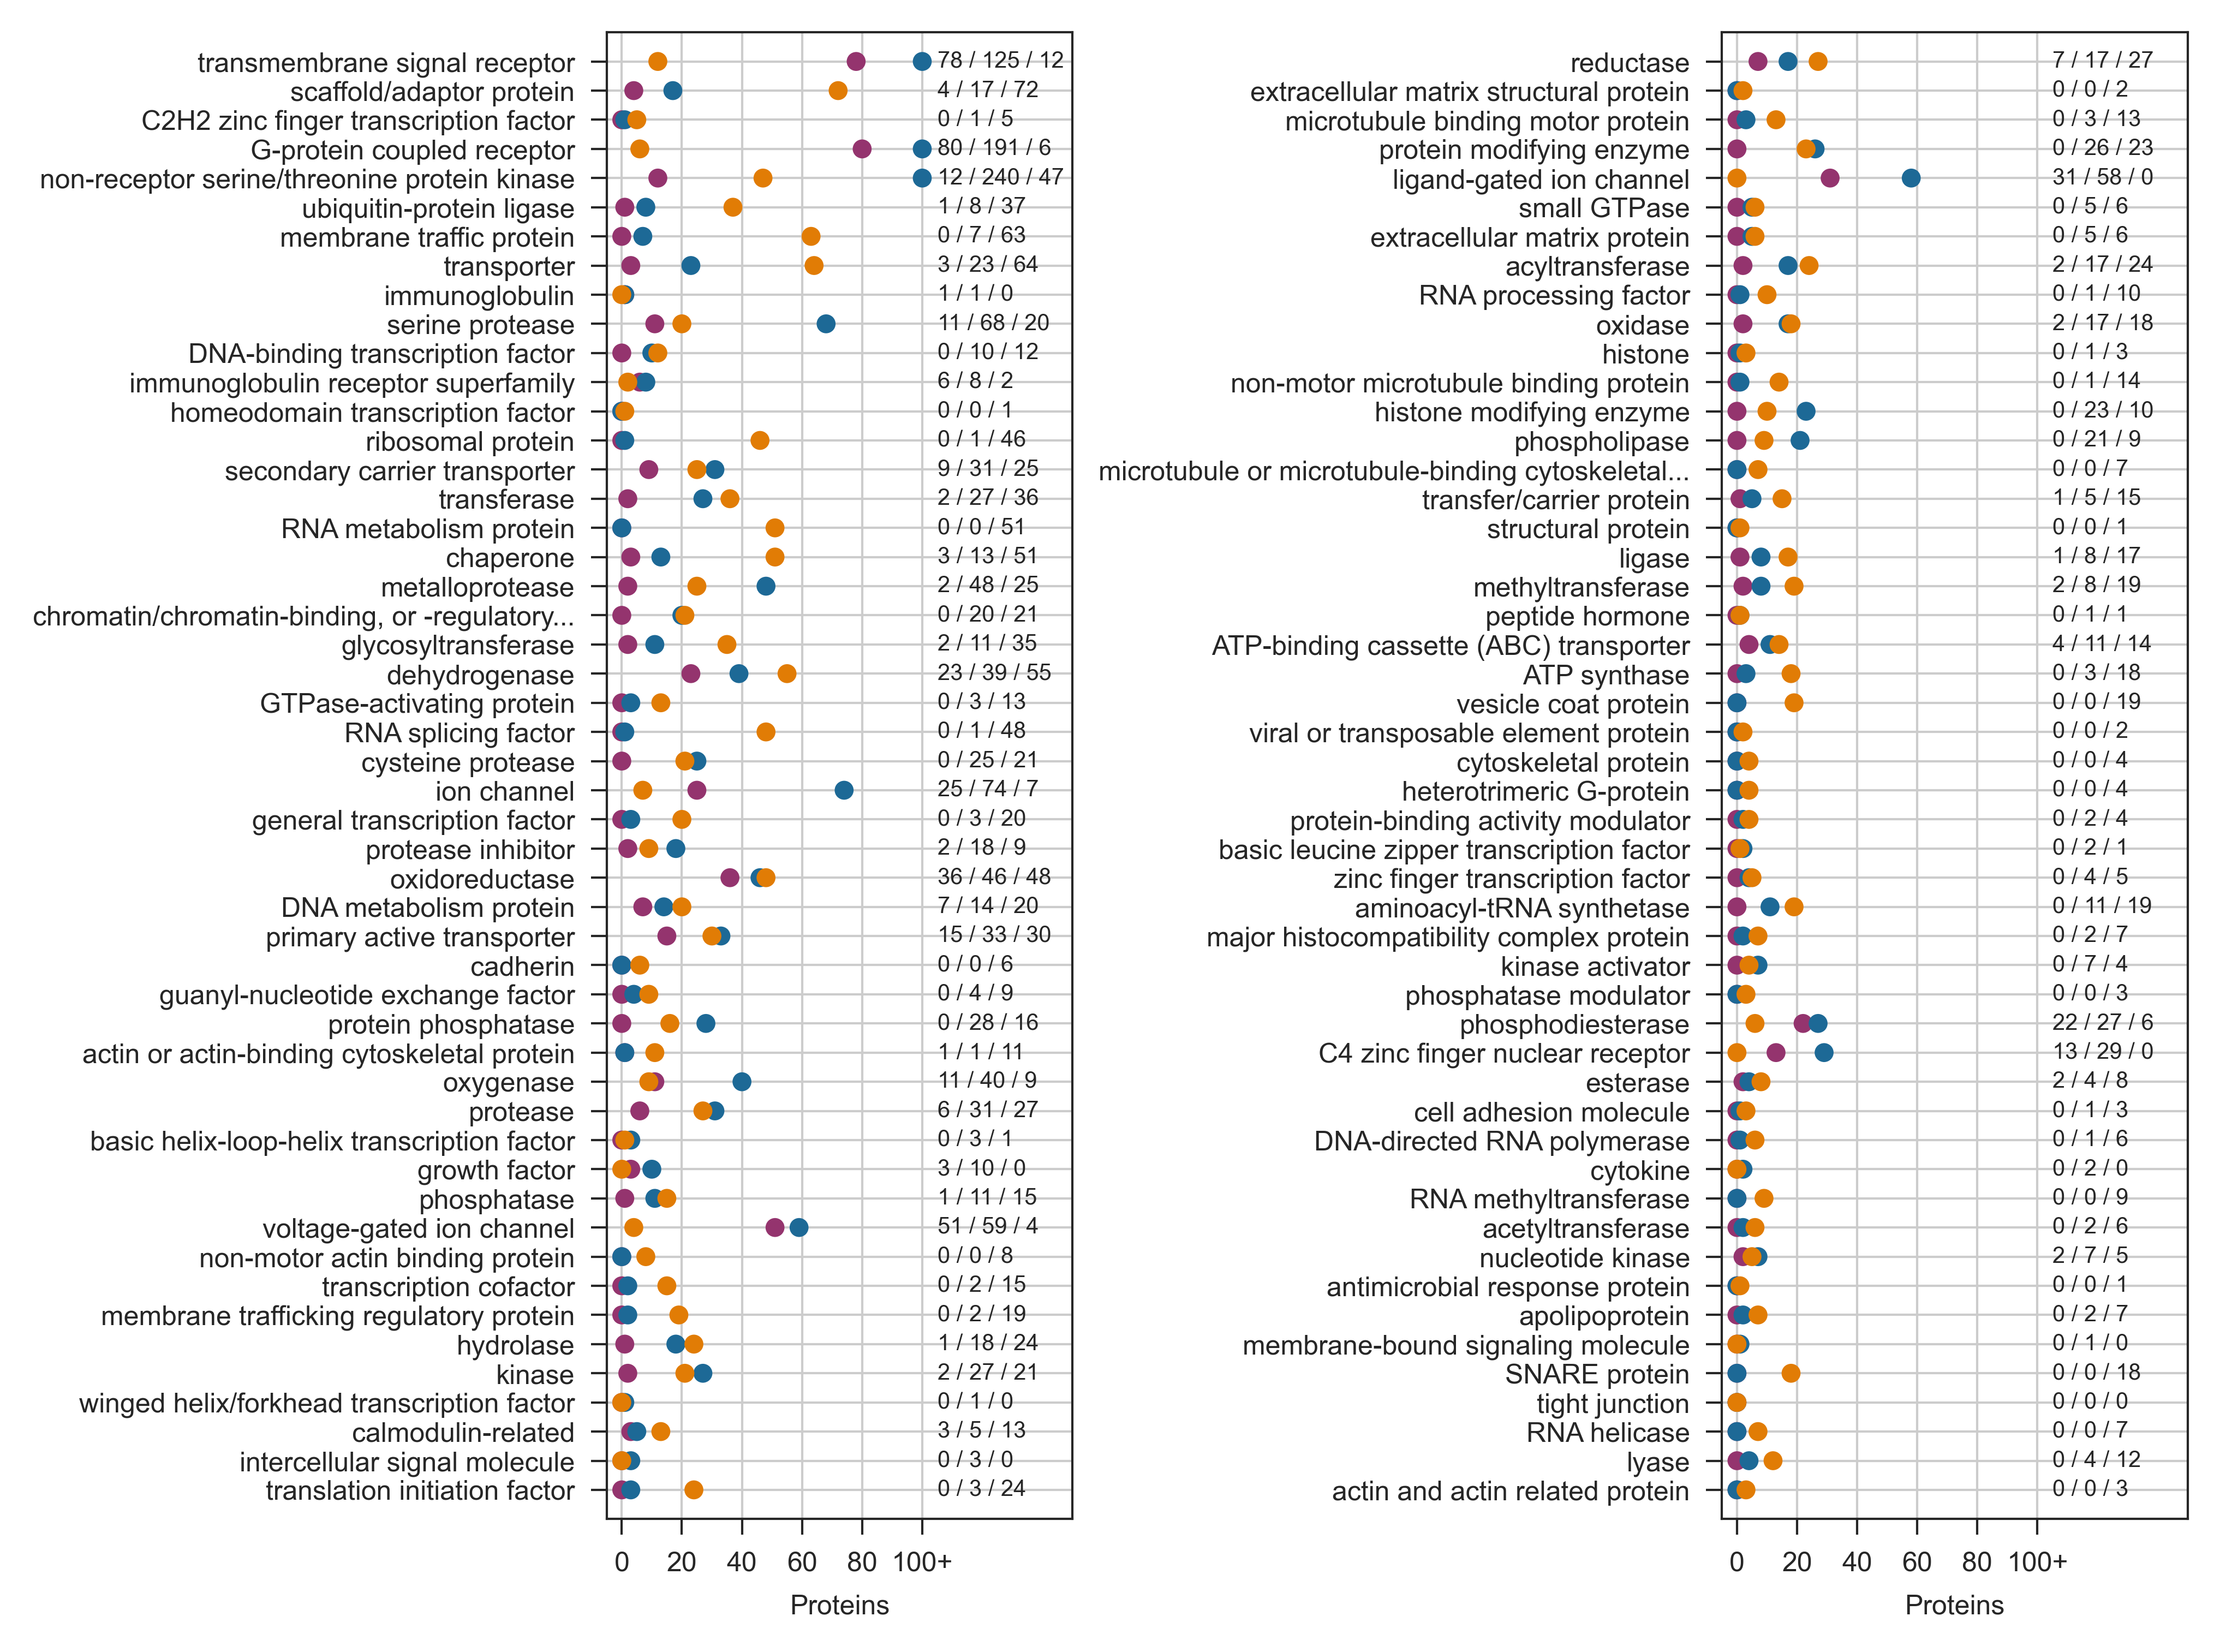 transmembrane signal receptor 78 / 125 / 12
scaffold/adaptor protein 4 / 17 / 72
C2H2 zinc finger transcription factor 0 / 1 / 5
G-protein coupled receptor 80 / 191 / 6
non-receptor serine/threonine protein kinase 12 / 240 / 47
ubiquitin-protein ligase 1 / 8 / 37
membrane traffic protein 0 / 7 / 63
transporter 3 / 23 / 64
immunoglobulin 1 / 1 / 0
serine protease 11 / 68 / 20
DNA-binding transcription factor 0 / 10 / 12
immunoglobulin receptor superfamily 6 / 8 / 2
homeodomain transcription factor 0 / 0 / 1
ribosomal protein 0 / 1 / 46
secondary carrier transporter 9 / 31 / 25
transferase 2 / 27 / 36
RNA metabolism protein 0 / 0 / 51
chaperone 3 / 13 / 51
metalloprotease 2 / 48 / 25
chromatin/chromatin-binding, or -regulatory... 0 / 20 / 21
glycosyltransferase 2 / 11 / 35
dehydrogenase 23 / 39 / 55
GTPase-activating protein 0 / 3 / 13
RNA splicing factor 0 / 1 / 48
cysteine protease 0 / 25 / 21
ion channel 25 / 74 / 7
general transcription factor 0 / 3 / 20
protease inhibitor 2 / 18 / 9
oxidoreductase 36 / 46 / 48
DNA metabolism protein 7 / 14 / 20
primary active transporter 15 / 33 / 30
cadherin 0 / 0 / 6
guanyl-nucleotide exchange factor 0 / 4 / 9
protein phosphatase 0 / 28 / 16
actin or actin-binding cytoskeletal protein 1 / 1 / 11
oxygenase 11 / 40 / 9
protease 6 / 31 / 27
basic helix-loop-helix transcription factor 0 / 3 / 1
growth factor 3 / 10 / 0
phosphatase 1 / 11 / 15
voltage-gated ion channel 51 / 59 / 4
non-motor actin binding protein 0 / 0 / 8
transcription cofactor 0 / 2 / 15
membrane trafficking regulatory protein 0 / 2 / 19
hydrolase 1 / 18 / 24
kinase 2 / 27 / 21
winged helix/forkhead transcription factor 0 / 1 / 0
calmodulin-related 3 / 5 / 13
intercellular signal molecule 0 / 3 / 0
translation initiation factor 0 / 3 / 24
0 20 40 60 80 100+
Proteins
reductase 7 / 17 / 27
extracellular matrix structural protein 0 / 0 / 2
microtubule binding motor protein 0 / 3 / 13
protein modifying enzyme 0 / 26 / 23
ligand-gated ion channel 31 / 58 / 0
small GTPase 0 / 5 / 6
extracellular matrix protein 0 / 5 / 6
acyltransferase 2 / 17 / 24
RNA processing factor 0 / 1 / 10
oxidase 2 / 17 / 18
histone 0 / 1 / 3
non-motor microtubule binding protein 0 / 1 / 14
histone modifying enzyme 0 / 23 / 10
phospholipase 0 / 21 / 9
microtubule or microtubule-binding cytoskeletal... 0 / 0 / 7
transfer/carrier protein 1 / 5 / 15
structural protein 0 / 0 / 1
ligase 1 / 8 / 17
methyltransferase 2 / 8 / 19
peptide hormone 0 / 1 / 1
ATP-binding cassette (ABC) transporter 4 / 11 / 14
ATP synthase 0 / 3 / 18
vesicle coat protein 0 / 0 / 19
viral or transposable element protein 0 / 0 / 2
cytoskeletal protein 0 / 0 / 4
heterotrimeric G-protein 0 / 0 / 4
protein-binding activity modulator 0 / 2 / 4
basic leucine zipper transcription factor 0 / 2 / 1
zinc finger transcription factor 0 / 4 / 5
aminoacyl-tRNA synthetase 0 / 11 / 19
major histocompatibility complex protein 0 / 2 / 7
kinase activator 0 / 7 / 4
phosphatase modulator 0 / 0 / 3
phosphodiesterase 22 / 27 / 6
C4 zinc finger nuclear receptor 13 / 29 / 0
esterase 2 / 4 / 8
cell adhesion molecule 0 / 1 / 3
DNA-directed RNA polymerase 0 / 1 / 6
cytokine 0 / 2 / 0
RNA methyltransferase 0 / 0 / 9
acetyltransferase 0 / 2 / 6
nucleotide kinase 2 / 7 / 5
antimicrobial response protein 0 / 0 / 1
apolipoprotein 0 / 2 / 7
membrane-bound signaling molecule 0 / 1 / 0
SNARE protein 0 / 0 / 18
tight junction 0 / 0 / 0
RNA helicase 0 / 0 / 7
lyase 0 / 4 / 12
actin and actin related protein 0 / 0 / 3
0 20 40 60 80 100+
Proteins